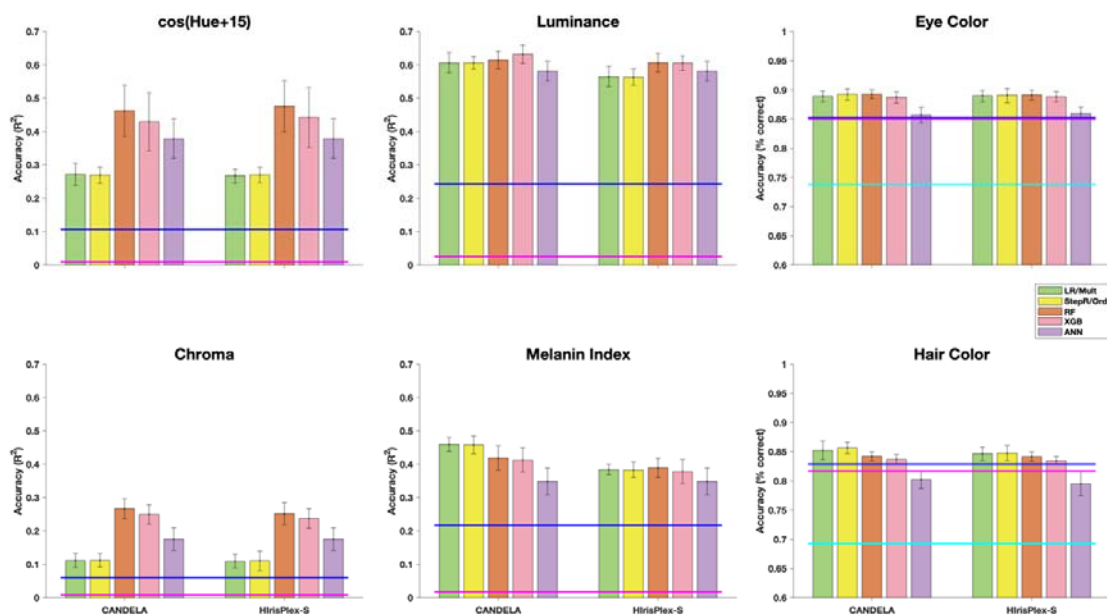 cos(Hue+15)
Luminance
Eye Color
0.7
0.6
0.5
0.4
0.3
0.2
0.1
0
Accuracy (R²)
0.7
0.6
0.5
0.4
0.3
0.2
0.1
0
Accuracy (R²)
1
0.95
0.9
0.85
0.8
0.75
0.7
0.65
0.6
Accuracy (% correct)
LR/Mult
StepR/Ord
RF
XGB
ANN
Chroma
Melanin Index
Hair Color
0.7
0.6
0.5
0.4
0.3
0.2
0.1
0
Accuracy (R²)
CANDELA HIrisPlex-S
0.7
0.6
0.5
0.4
0.3
0.2
0.1
0
Accuracy (R²)
CANDELA HIrisPlex-S
1
0.95
0.9
0.85
0.8
0.75
0.7
0.65
0.6
Accuracy (% correct)
CANDELA HIrisPlex-S